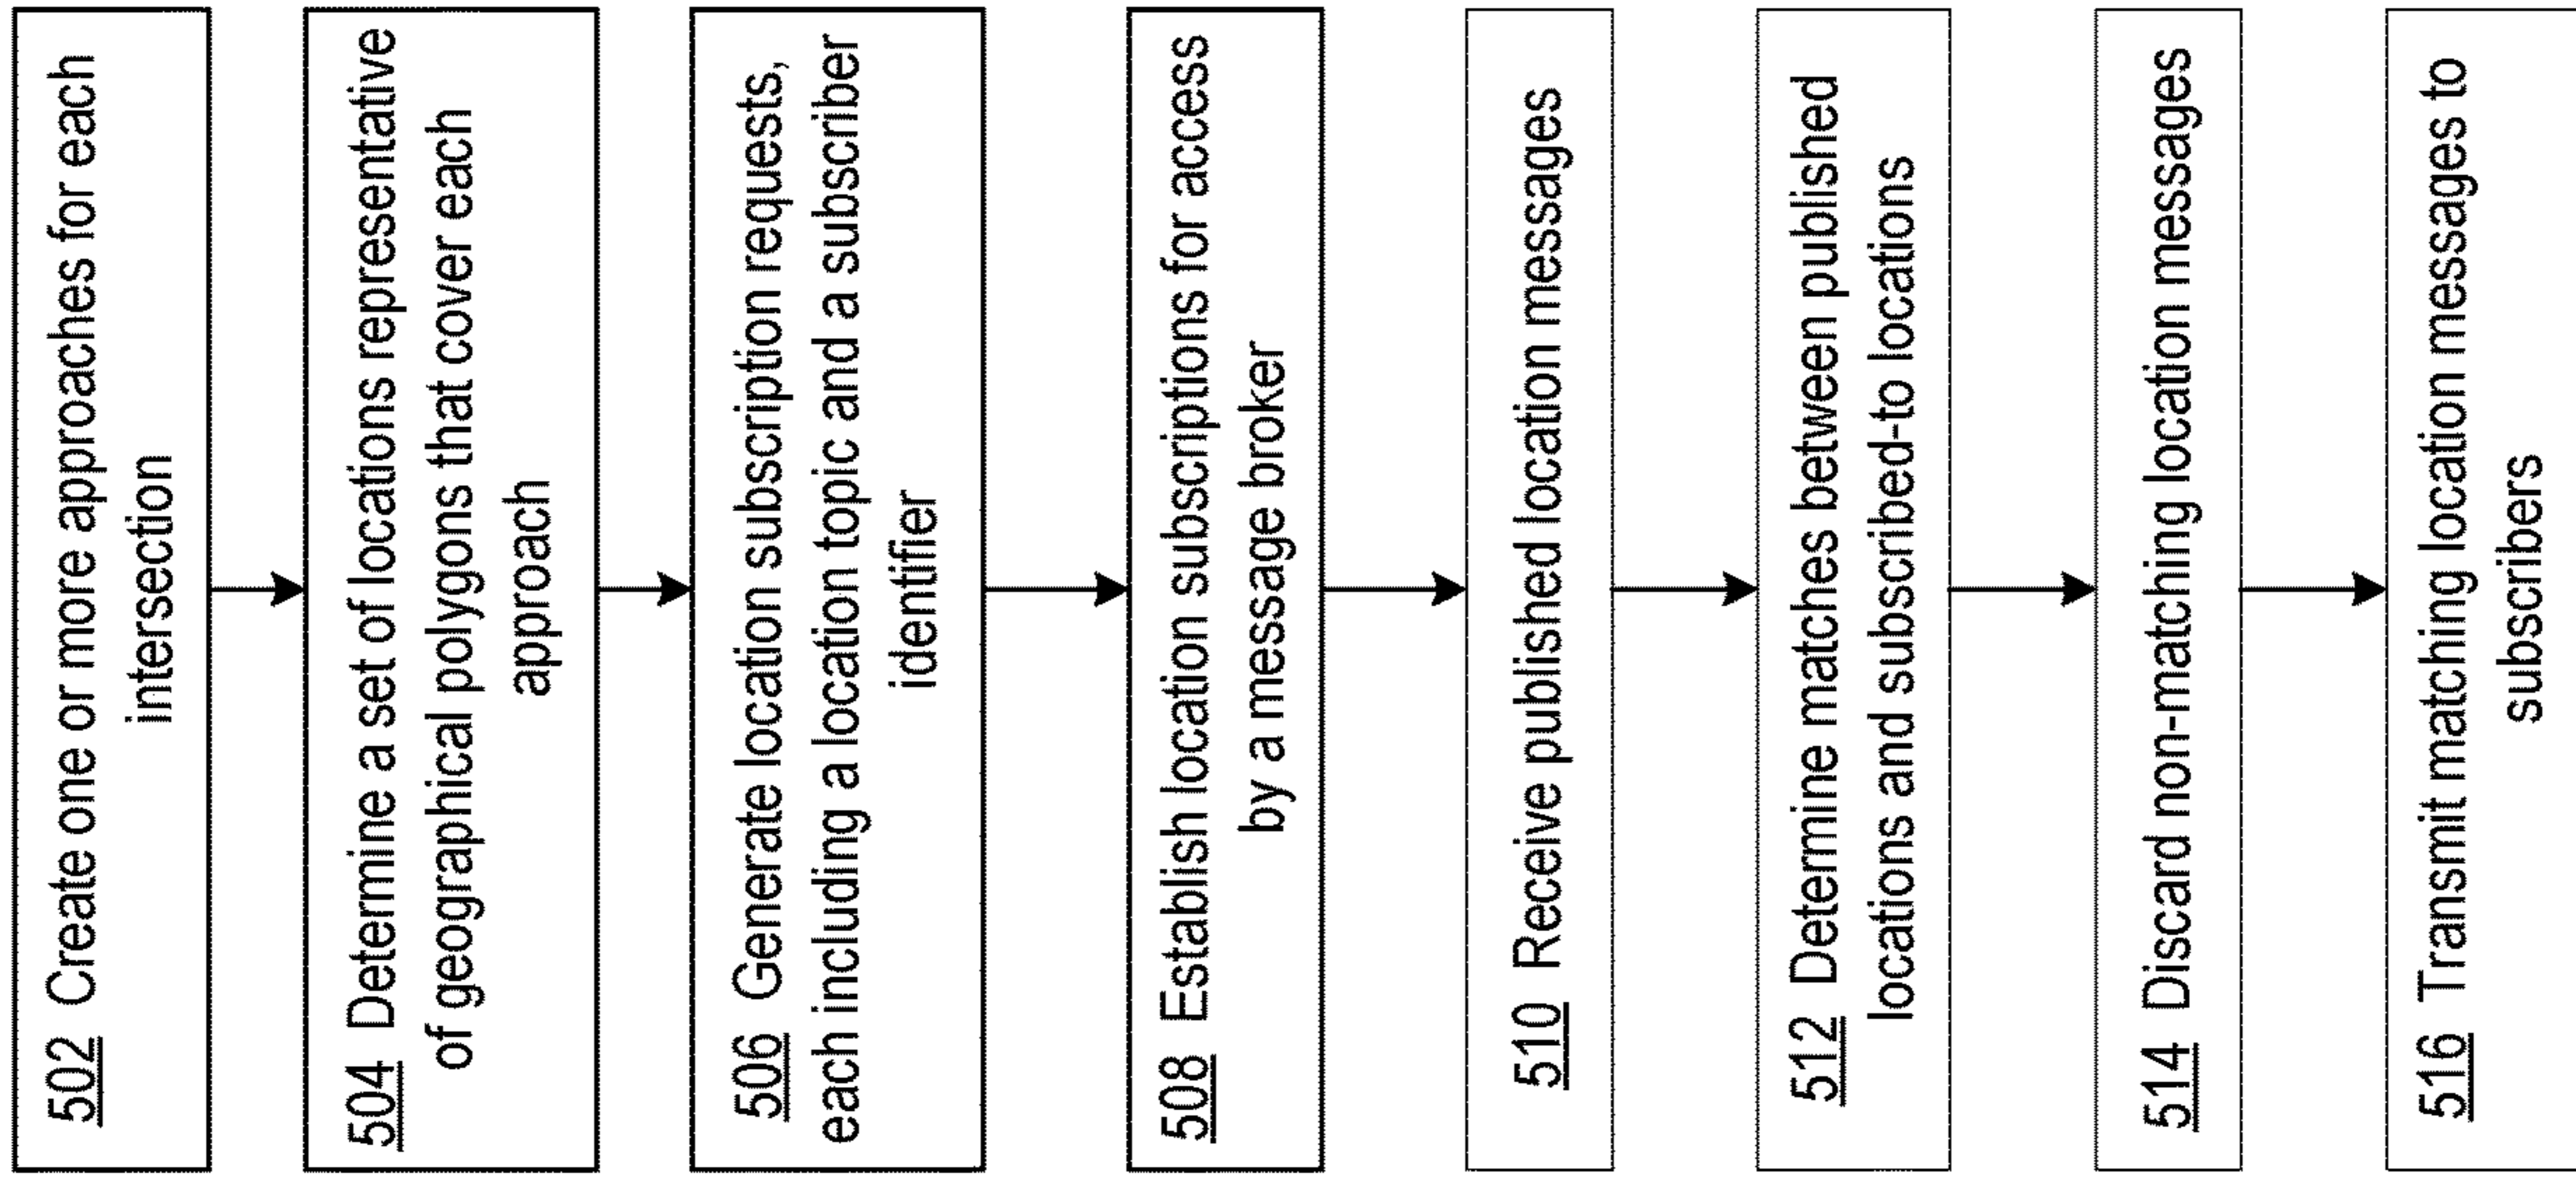 502 Create one or more approaches for each
intersection
504 Determine a set of locations representative
of geographical polygons that cover each
approach
506 Generate location subscription requests,
each including a location topic and a subscriber
identifier
508 Establish location subscriptions for access
by a message broker
510 Receive published location messages
512 Determine matches between published
locations and subscribed-to locations
514 Discard non-matching location messages
516 Transmit matching location messages to
subscribers